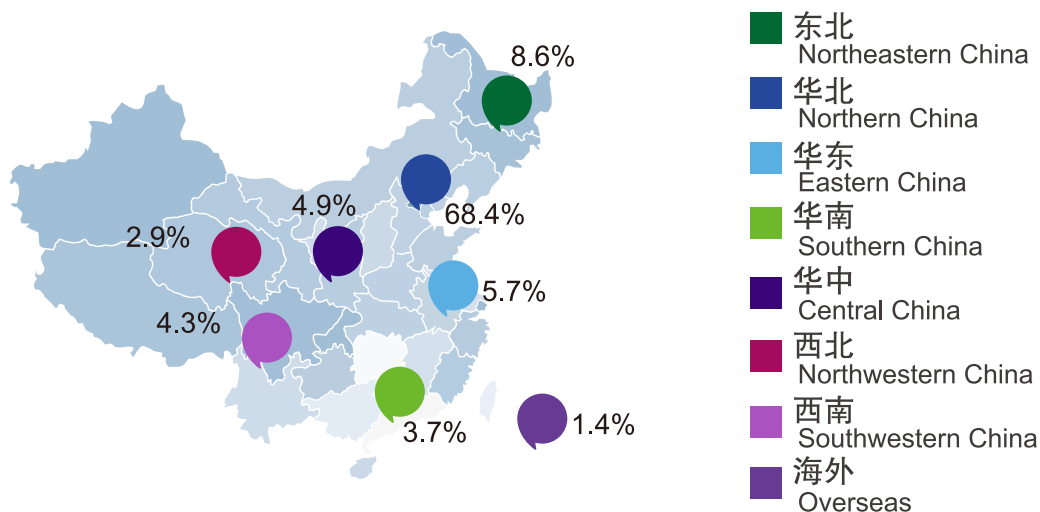 8.6%
4.9%
68.4%
2.9%
5.7%
4.3%
3.7%
1.4%
东北
Northeastern China
华北
Northern China
华东
Eastern China
华南
Southern China
华中
Central China
西北
Northwestern China
西南
Southwestern China
海外
Overseas